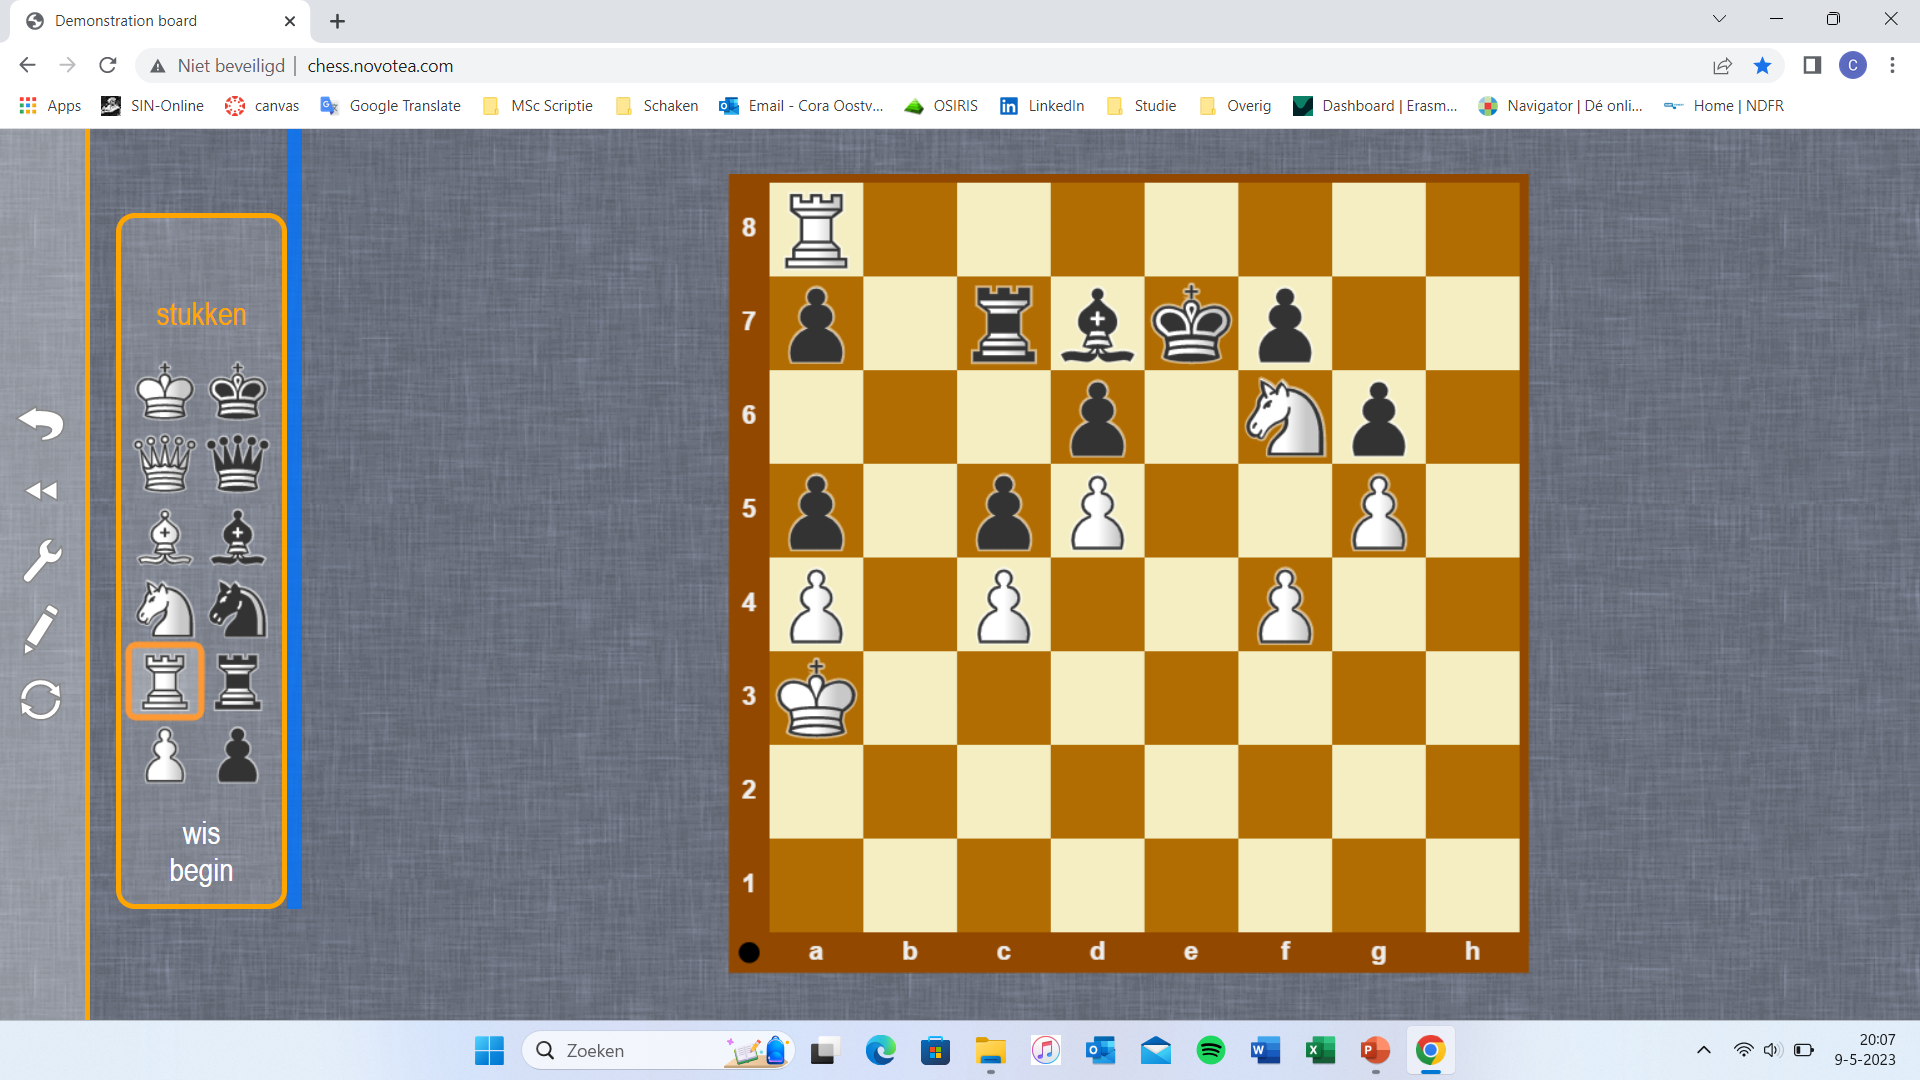 Demonstration board
Niet beveiligd | chess.novotea.com
C
Apps SIN-Online canvas Google Translate MSc Scriptie Schaken Email - Cora Oostv... OSIRIS LinkedIn Studie Overig Dashboard | Erasm... Navigator | Dé onli... Home | NDFR
stukken
wis
begin
8
7
6
5
4
3
2
1
a b c d e f g h
Zoeken
20:07
9-5-2023